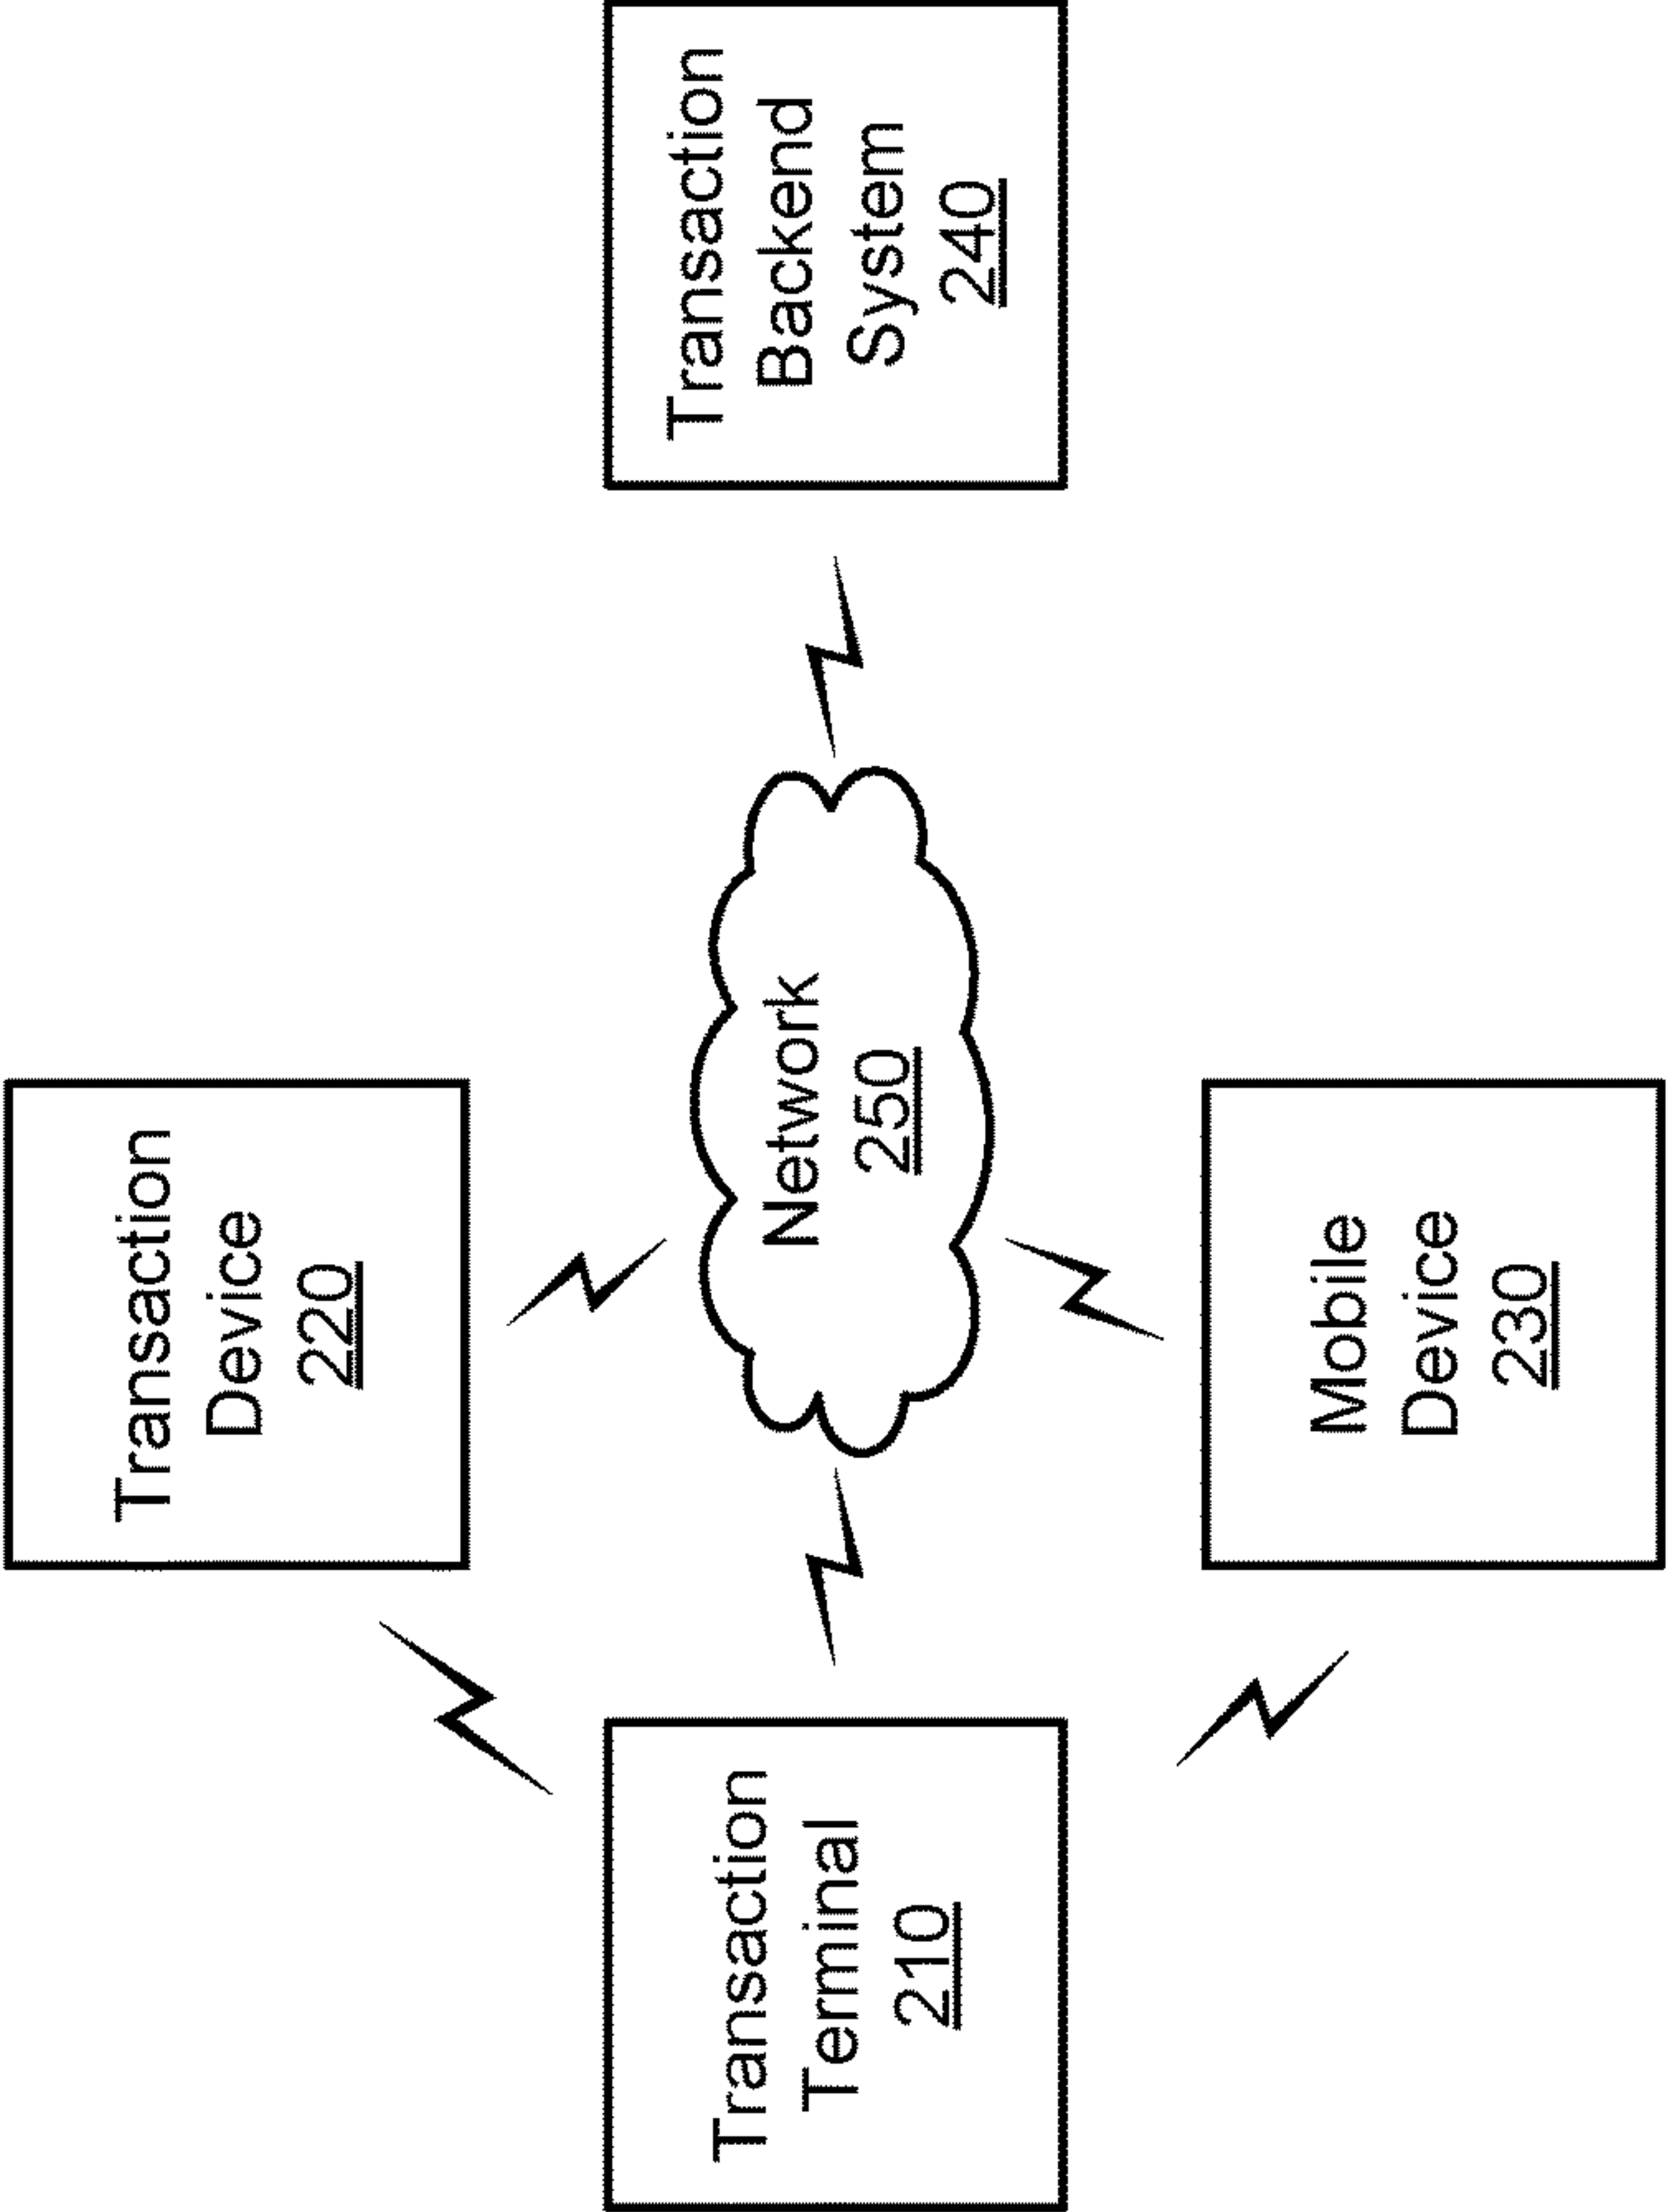 Transaction
Device
220
Transaction
Terminal
210
Network
250
Transaction
Backend
System
240
Mobile
Device
230